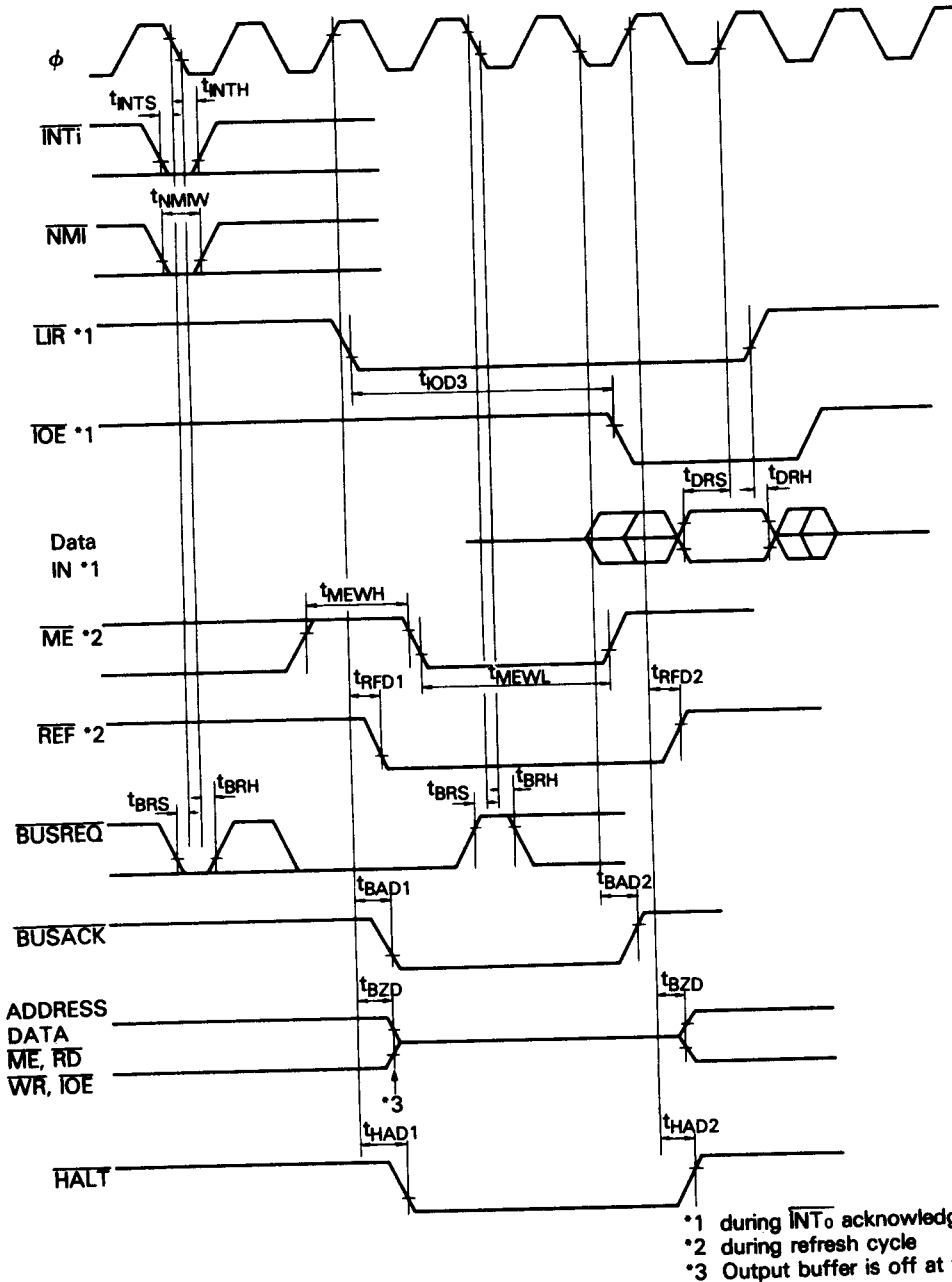 φ
tINTS tINTH
INTi
tNMIW
NMI
LIR *1
tIOD3
IOE *1
tDRS tDRH
Data
IN *1
tMEWH
ME *2
tMEWL
tRFD1 tRFD2
REF *2
tBRS tBRH tBRS tBRH
BUSREQ
tBAD1 tBAD2
BUSACK
tBZD tBZD
ADDRESS
DATA
ME, RD
WR, IOE
*3
tHAD1 tHAD2
HALT
*1 during INT0 acknowledg
*2 during refresh cycle
*3 Output buffer is off at